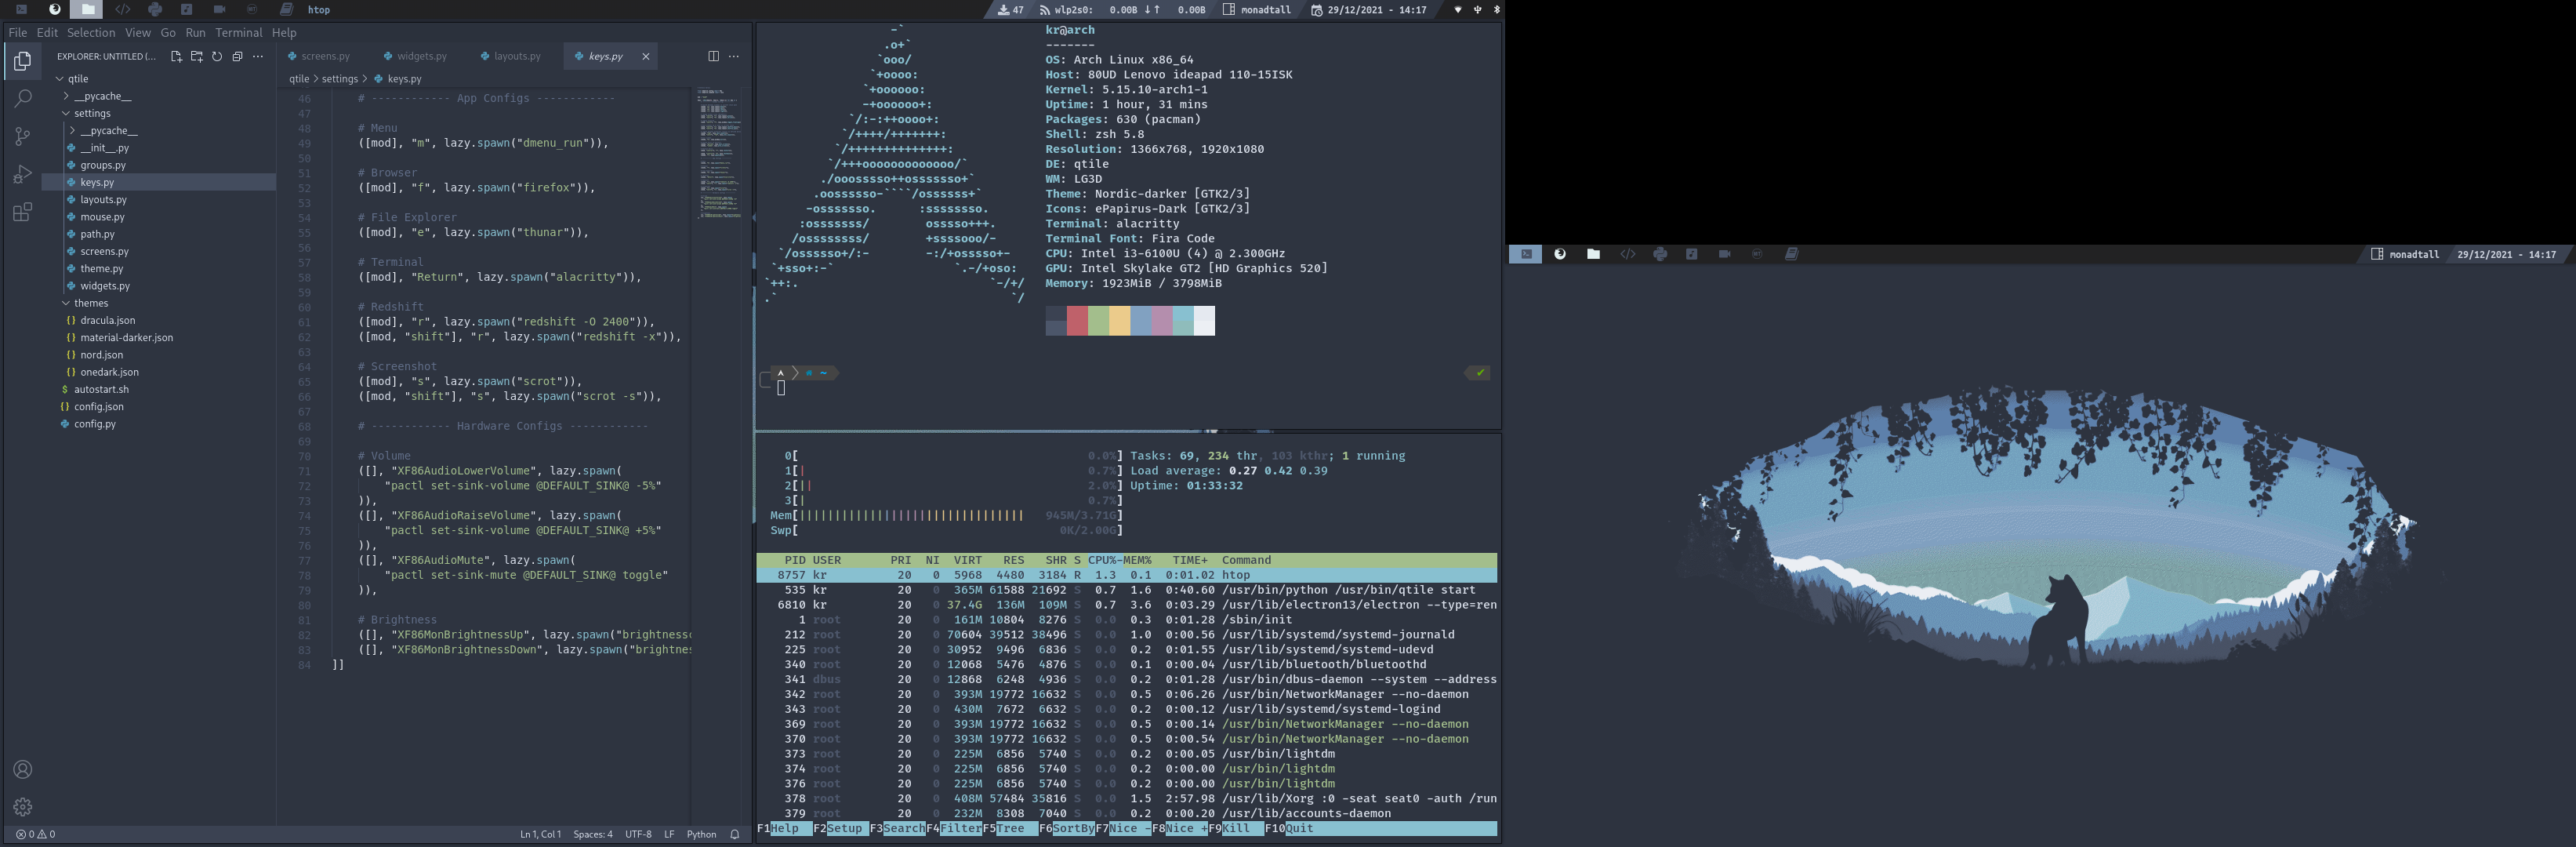 htop
47
wlp2s0: 0.00B ↓↑ 0.00B
monadtall
29/12/2021 - 14:17
File Edit Selection View Go Run Terminal Help
EXPLORER: UNTITLED (...
qtile
__pycache__
settings
__pycache__
__init__.py
groups.py
keys.py
layouts.py
mouse.py
path.py
screens.py
theme.py
widgets.py
themes
dracula.json
material-darker.json
nord.json
onedark.json
autostart.sh
config.json
config.py
screens.py widgets.py layouts.py keys.py
qtile > settings > keys.py
46 # ------------ App Configs ------------
47
48 # Menu
49 ([mod], "m", lazy.spawn("dmenu_run")),
50
51 # Browser
52 ([mod], "f", lazy.spawn("firefox")),
53
54 # File Explorer
55 ([mod], "e", lazy.spawn("thunar")),
56
57 # Terminal
58 ([mod], "Return", lazy.spawn("alacritty")),
59
60 # Redshift
61 ([mod], "r", lazy.spawn("redshift -O 2400")),
62 ([mod, "shift"], "r", lazy.spawn("redshift -x")),
63
64 # Screenshot
65 ([mod], "s", lazy.spawn("scrot")),
66 ([mod, "shift"], "s", lazy.spawn("scrot -s")),
67
68 # ------------ Hardware Configs ------------
69
70 # Volume
71 ([], "XF86AudioLowerVolume", lazy.spawn(
72 "pactl set-sink-volume @DEFAULT_SINK@ -5%"
73 )),
74 ([], "XF86AudioRaiseVolume", lazy.spawn(
75 "pactl set-sink-volume @DEFAULT_SINK@ +5%"
76 )),
77 ([], "XF86AudioMute", lazy.spawn(
78 "pactl set-sink-mute @DEFAULT_SINK@ toggle"
79 )),
80
81 # Brightness
82 ([], "XF86MonBrightnessUp", lazy.spawn("brightnessc
83 ([], "XF86MonBrightnessDown", lazy.spawn("brightnes
84 ]]
0 0
Ln 1, Col 1 Spaces: 4 UTF-8 LF Python
kr@arch
-------
OS: Arch Linux x86_64
Host: 80UD Lenovo ideapad 110-15ISK
Kernel: 5.15.10-arch1-1
Uptime: 1 hour, 31 mins
Packages: 630 (pacman)
Shell: zsh 5.8
Resolution: 1366x768, 1920x1080
DE: qtile
WM: LG3D
Theme: Nordic-darker [GTK2/3]
Icons: ePapirus-Dark [GTK2/3]
Terminal: alacritty
Terminal Font: Fira Code
CPU: Intel i3-6100U (4) @ 2.300GHz
GPU: Intel Skylake GT2 [HD Graphics 520]
Memory: 1923MiB / 3798MiB
~
0[ 0.0%] Tasks: 69, 234 thr, 103 kthr; 1 running
1[ 0.7%] Load average: 0.27 0.42 0.39
2[ 2.0%] Uptime: 01:33:32
3[ 0.7%]
Mem[ 945M/3.71G]
Swp[ 0K/2.00G]
PID USER PRI NI VIRT RES SHR S CPU%-MEM% TIME+ Command
8757 kr 20 0 5968 4480 3184 R 1.3 0.1 0:01.02 htop
535 kr 20 0 365M 61588 21692 S 0.7 1.6 0:40.60 /usr/bin/python /usr/bin/qtile start
6810 kr 20 0 37.4G 136M 109M S 0.7 3.6 0:03.29 /usr/lib/electron13/electron --type=ren
1 root 20 0 161M 10804 8276 S 0.0 0.3 0:01.28 /sbin/init
212 root 20 0 70604 39512 38496 S 0.0 1.0 0:00.56 /usr/lib/systemd/systemd-journald
225 root 20 0 30952 9496 6836 S 0.0 0.2 0:01.55 /usr/lib/systemd/systemd-udevd
340 root 20 0 12068 5476 4876 S 0.0 0.1 0:00.04 /usr/lib/bluetooth/bluetoothd
341 dbus 20 0 12868 6248 4936 S 0.0 0.2 0:01.28 /usr/bin/dbus-daemon --system --address
342 root 20 0 393M 19772 16632 S 0.0 0.5 0:06.26 /usr/bin/NetworkManager --no-daemon
343 root 20 0 430M 7672 6632 S 0.0 0.2 0:00.12 /usr/lib/systemd/systemd-logind
369 root 20 0 393M 19772 16632 S 0.0 0.5 0:00.14 /usr/bin/NetworkManager --no-daemon
370 root 20 0 393M 19772 16632 S 0.0 0.5 0:00.54 /usr/bin/NetworkManager --no-daemon
373 root 20 0 225M 6856 5740 S 0.0 0.2 0:00.05 /usr/bin/lightdm
374 root 20 0 225M 6856 5740 S 0.0 0.2 0:00.00 /usr/bin/lightdm
376 root 20 0 225M 6856 5740 S 0.0 0.2 0:00.00 /usr/bin/lightdm
378 root 20 0 408M 57484 35816 S 0.0 1.5 2:57.98 /usr/lib/Xorg :0 -seat seat0 -auth /run
379 root 20 0 232M 8308 7040 S 0.0 0.2 0:00.20 /usr/lib/accounts-daemon
F1Help F2Setup F3SearchF4FilterF5Tree F6SortByF7Nice -F8Nice +F9Kill F10Quit
monadtall
29/12/2021 - 14:17